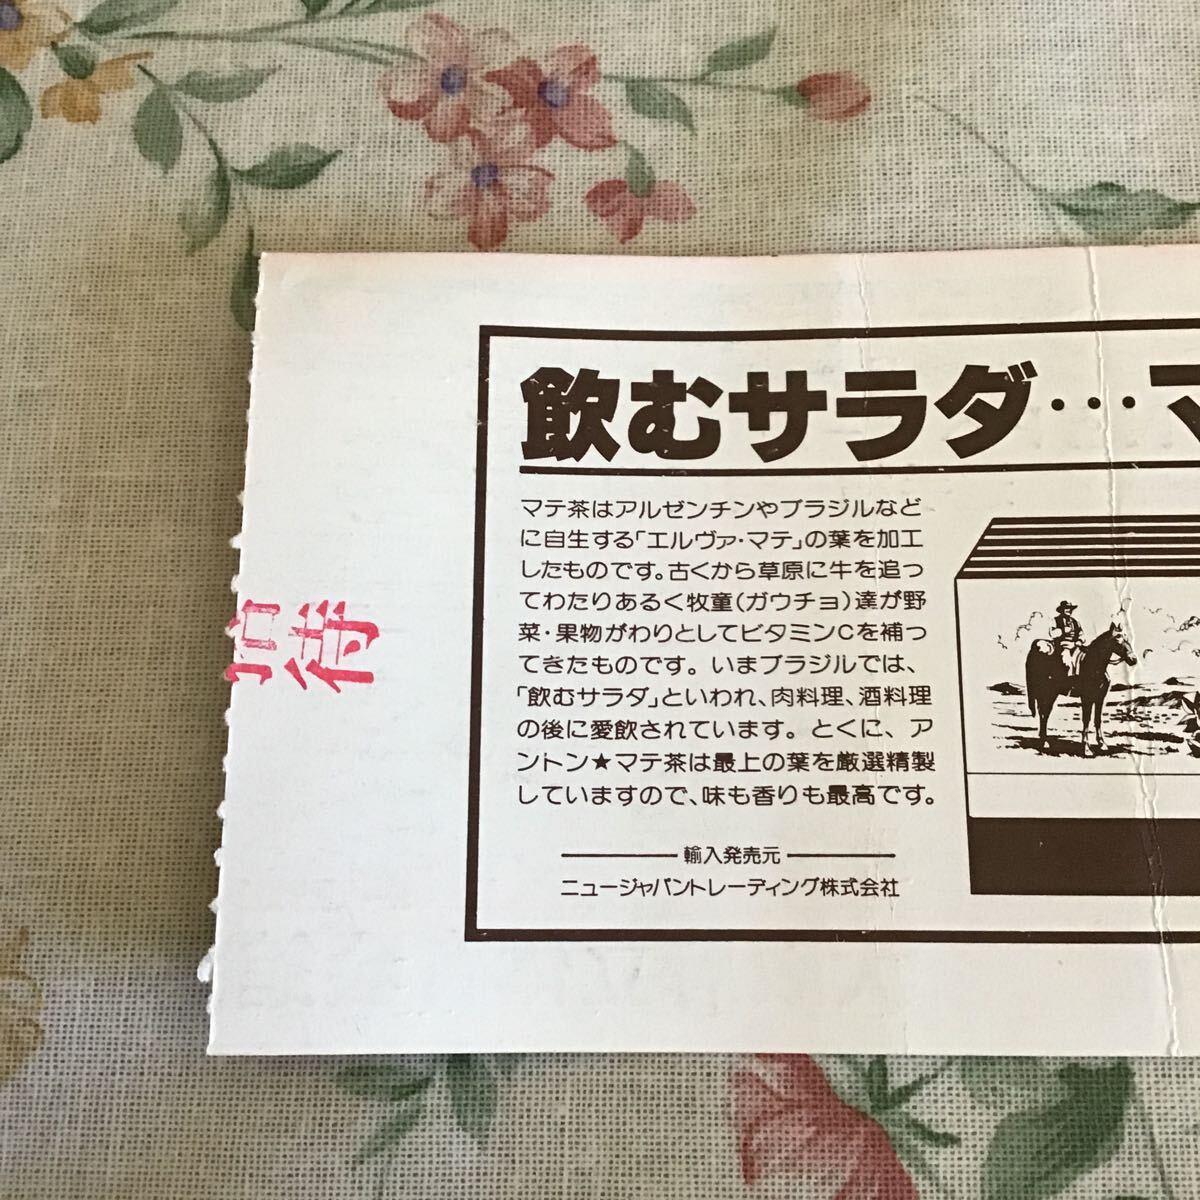 飲むサラダ…マ
マテ茶はアルゼンチンやブラジルなど
に自生する「エルヴァ・マテ」の葉を加工
したものです。古くから草原に牛を追っ
てわたりあるく牧童(ガウチョ)達が野
菜・果物がわりとしてビタミンCを補っ
てきたものです。いまブラジルでは、
「飲むサラダ」といわれ、肉料理、酒料理
の後に愛飲されています。とくに、ア
ントン★マテ茶は最上の葉を厳選精製
していますので、味も香りも最高です。
輸入発売元
ニュージャパントレーディング株式会社
招待